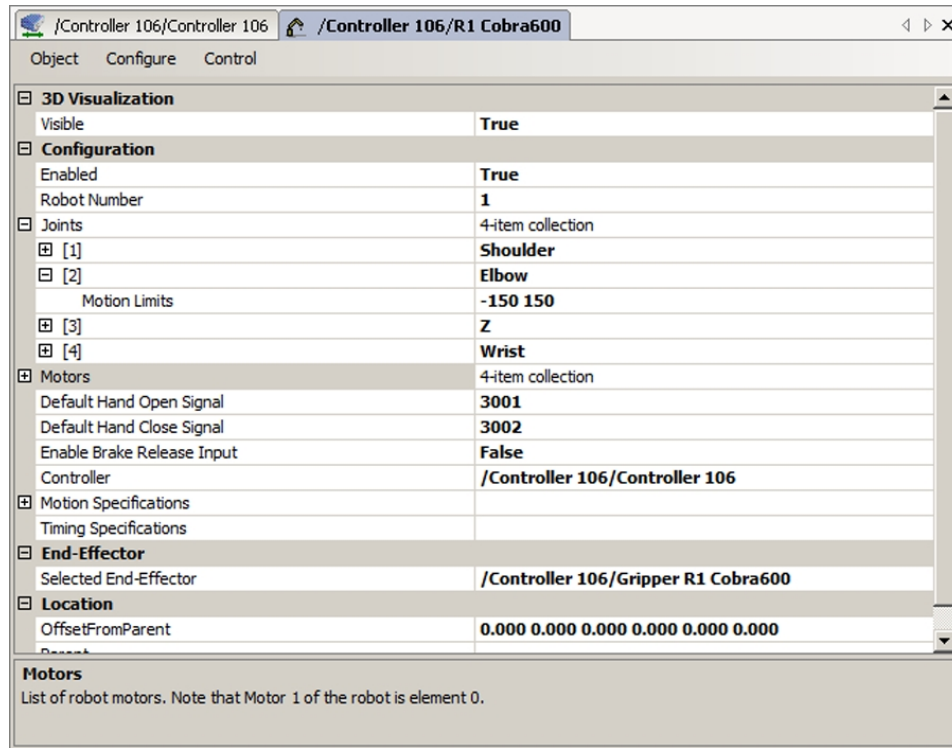 /Controller 106/Controller 106 /Controller 106/R1 Cobra600
Object Configure Control
3D Visualization
Visible True
Configuration
Enabled True
Robot Number 1
Joints 4-item collection
[1] Shoulder
[2] Elbow
Motion Limits -150 150
[3] Z
[4] Wrist
Motors 4-item collection
Default Hand Open Signal 3001
Default Hand Close Signal 3002
Enable Brake Release Input False
Controller /Controller 106/Controller 106
Motion Specifications
Timing Specifications
End-Effector
Selected End-Effector /Controller 106/Gripper R1 Cobra600
Location
OffsetFromParent 0.000 0.000 0.000 0.000 0.000 0.000
Motors
List of robot motors. Note that Motor 1 of the robot is element 0.